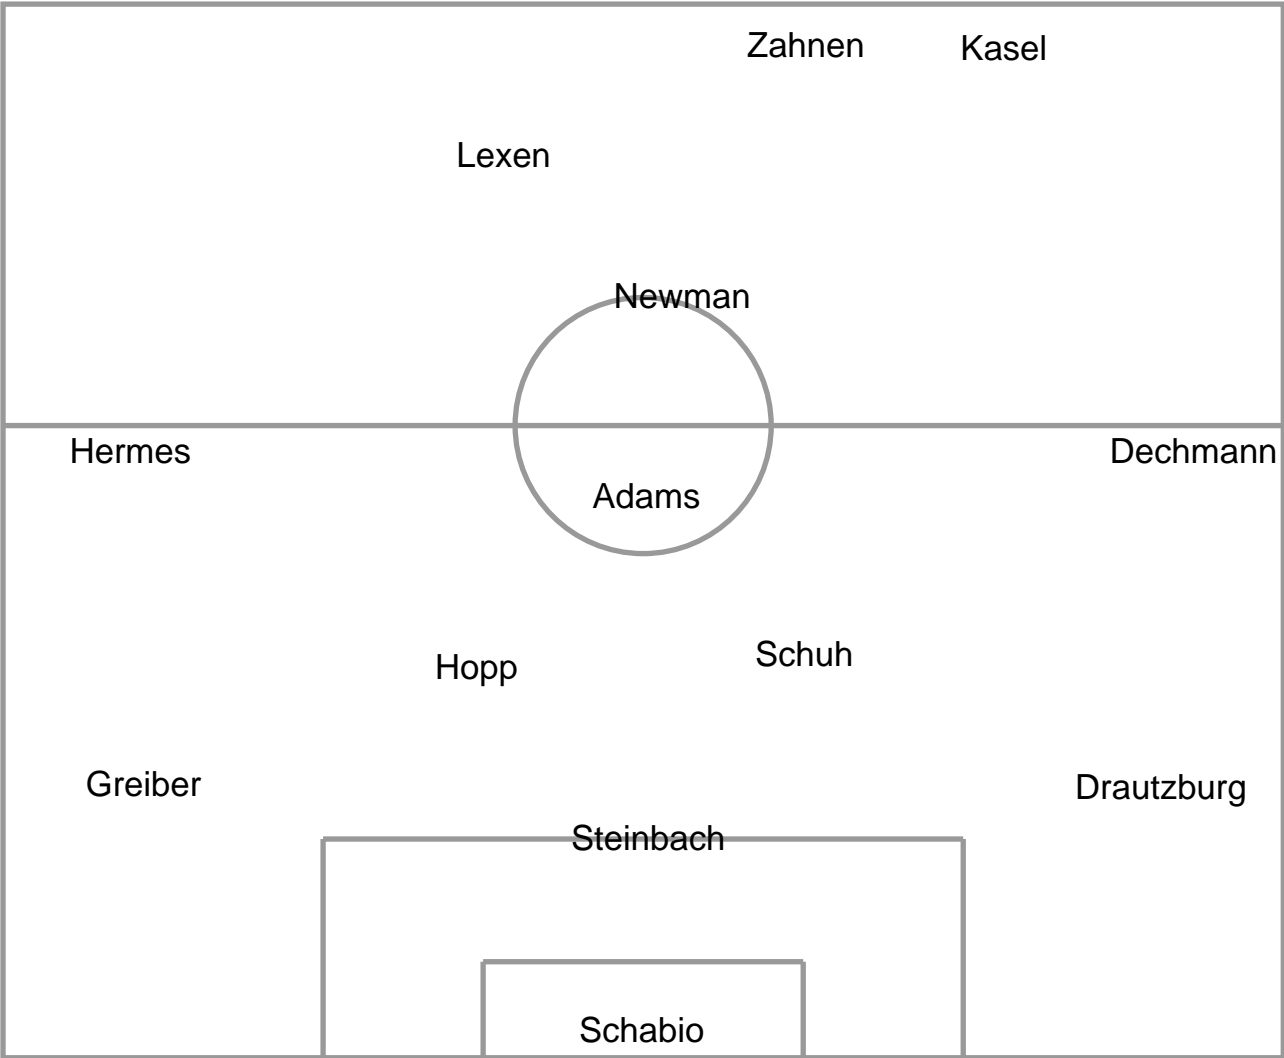 Zahnen
Kasel
Lexen
Newman
Hermes
Dechmann
Adams
Hopp
Schuh
Greiber
Drautzburg
Steinbach
Schabio